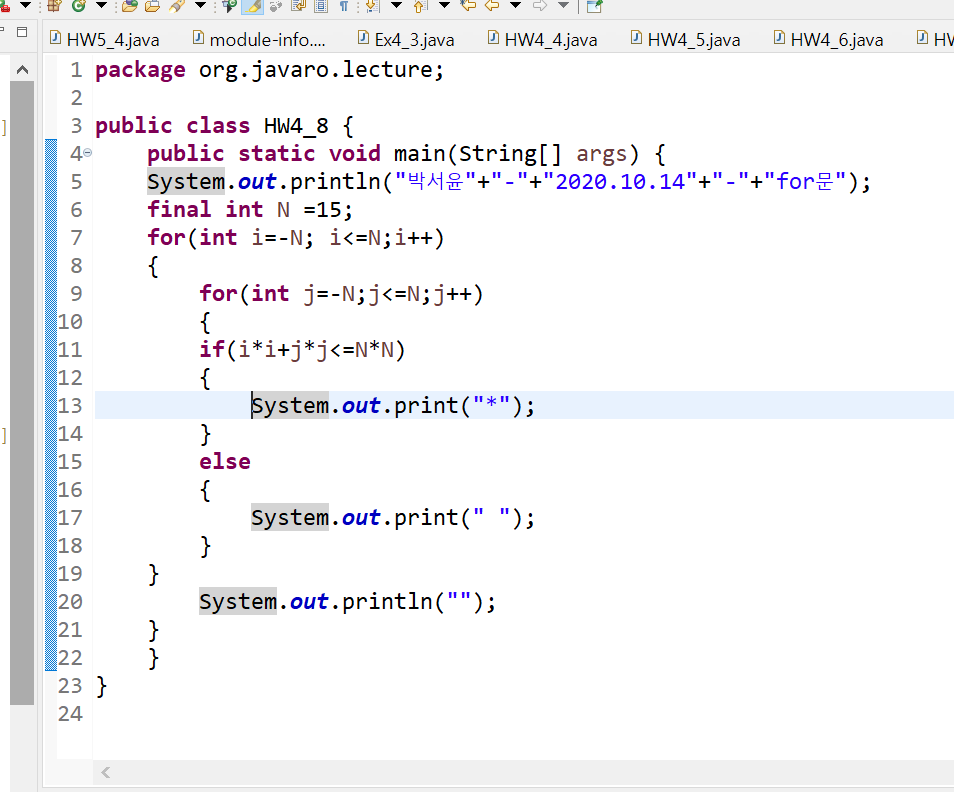 HW5_4.java module-info.... Ex4_3.java HW4_4.java HW4_5.java HW4_6.java HW
1 package org.javaro.lecture;
2
3 public class HW4_8 {
4 public static void main(String[] args) {
5 System.out.println("박서윤"+"-"+"2020.10.14"+"-"+"for문");
6 final int N =15;
7 for(int i=-N; i<=N;i++)
8 {
9 for(int j=-N;j<=N;j++)
10 {
11 if(i*i+j*j<=N*N)
12 {
13 System.out.print("*");
14 }
15 else
16 {
17 System.out.print(" ");
18 }
19 }
20 System.out.println("");
21 }
22 }
23 }
24